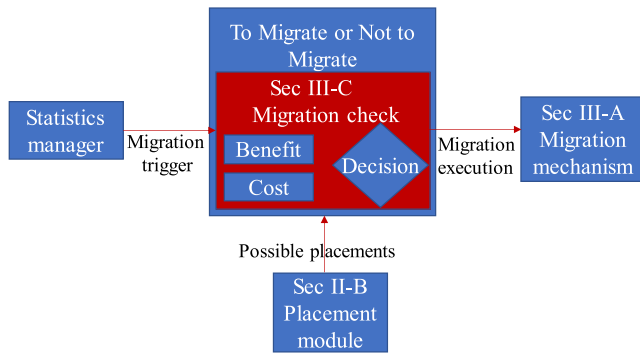 To Migrate or Not to
Migrate
Sec III-C
Migration check
Statistics
manager
Migration
trigger
Benefit
Cost
Decision
Migration
execution
Sec III-A
Migration
mechanism
Possible placements
Sec II-B
Placement
module